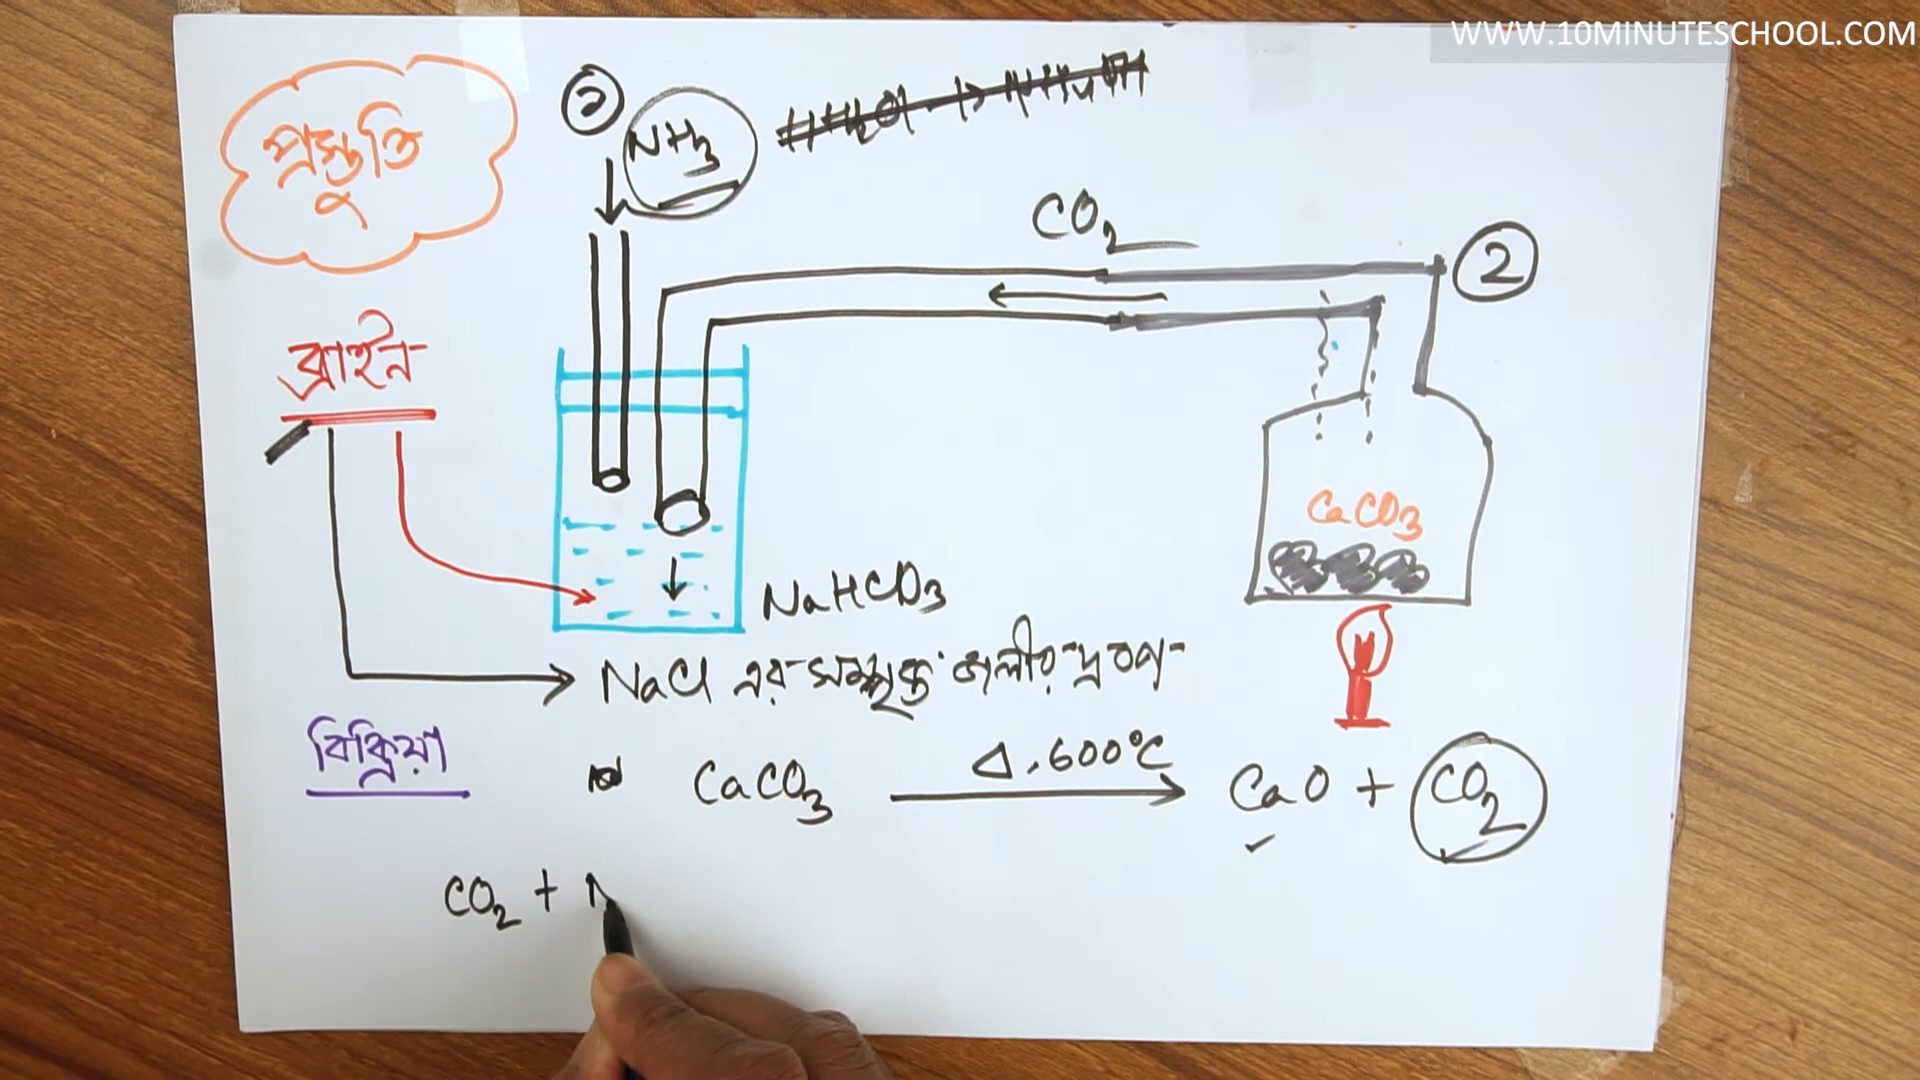 WWW.10MINUTESCHOOL.COM
প্রস্তুতি
১ NH3
CO2
2
ব্রাইন
CaCO3
NaHCO3
NaCl এর সম্পৃক্ত জলীয় দ্রবণ
বিক্রিয়া
CaCO3 Δ, 600°C → CaO + CO2
CO2 + N